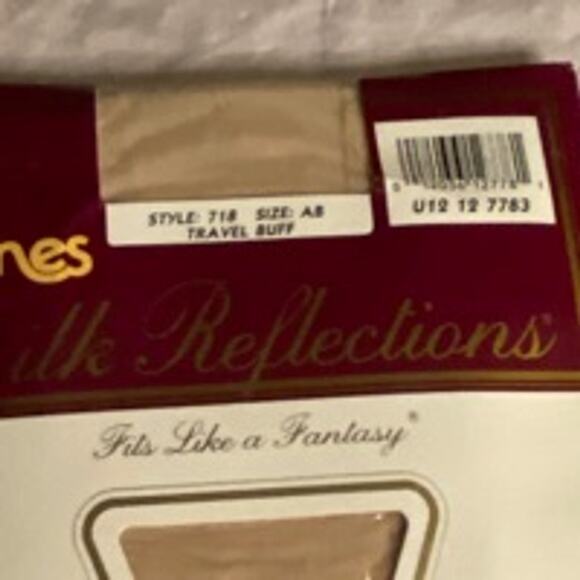 STYLE: 718 SIZE: AB
TRAVEL BUFF
U12 12 7783
nes
ilk Reflections
Fits Like a Fantasy®